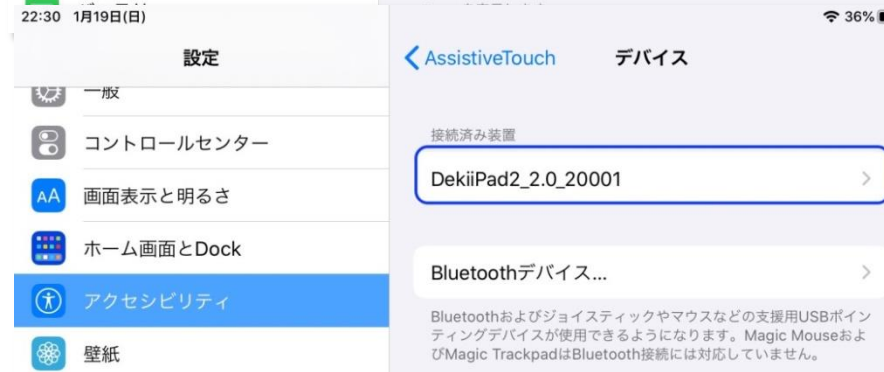 22:30 1月19日(日)
36%
設定
AssistiveTouch
デバイス
一般
コントロールセンター
画面表示と明るさ
ホーム画面とDock
アクセシビリティ
壁紙
接続済み装置
DekiiPad2_2.0_20001
Bluetoothデバイス...
Bluetoothおよびジョイスティックやマウスなどの支援用USBポイン
ティングデバイスが使用できるようになります。Magic Mouseおよ
びMagic TrackpadはBluetooth接続には対応していません。